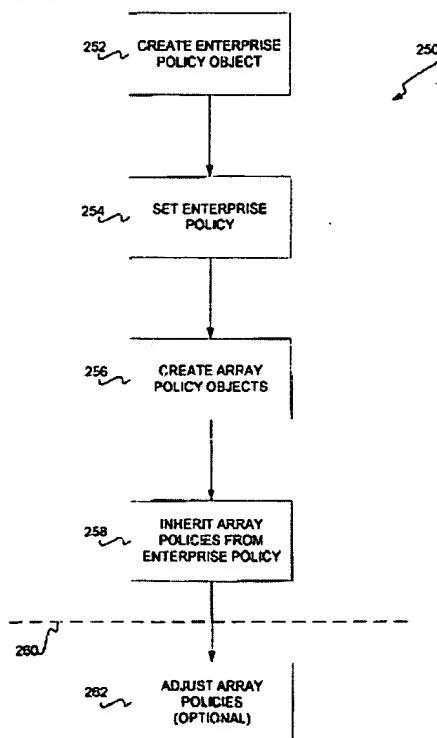 250
252
CREATE ENTERPRISE
POLICY OBJECT
254
SET ENTERPRISE
POLICY
256
CREATE ARRAY
POLICY OBJECTS
258
INHERIT ARRAY
POLICIES FROM
ENTERPRISE POLICY
260
262
ADJUST ARRAY
POLICIES
(OPTIONAL)